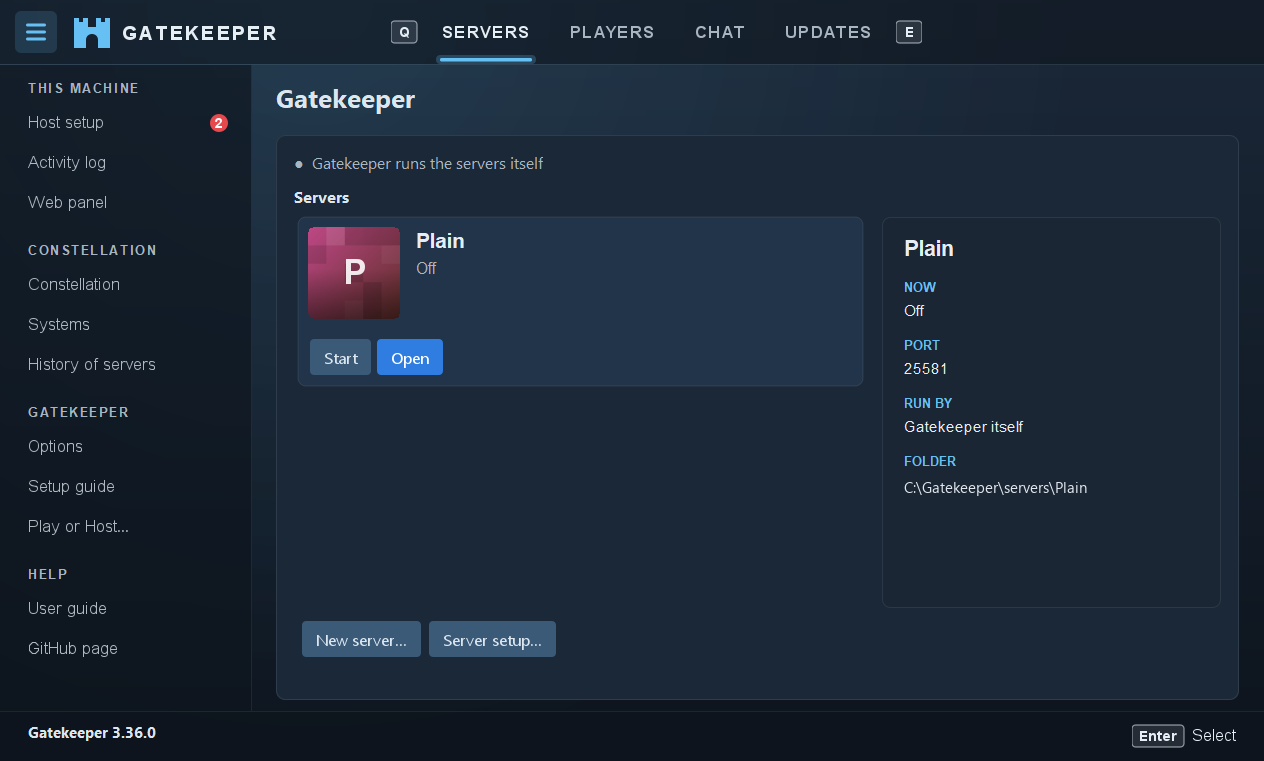 GATEKEEPER
Q
SERVERS
PLAYERS
CHAT
UPDATES
E
THIS MACHINE
Host setup
2
Activity log
Web panel
CONSTELLATION
Constellation
Systems
History of servers
GATEKEEPER
Options
Setup guide
Play or Host...
HELP
User guide
GitHub page
Gatekeeper
Gatekeeper runs the servers itself
Servers
P
Plain
Off
Start
Open
New server...
Server setup...
Plain
NOW
Off
PORT
25581
RUN BY
Gatekeeper itself
FOLDER
C:\Gatekeeper\servers\Plain
Gatekeeper 3.36.0
Enter
Select